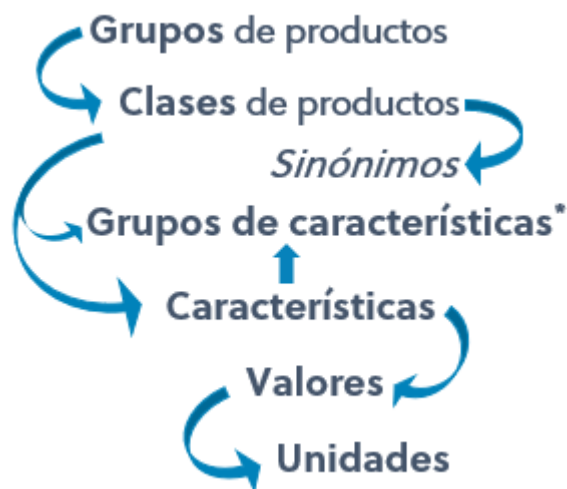 Grupos de productos
Clases de productos
Sinónimos
Grupos de características*
Características
Valores
Unidades